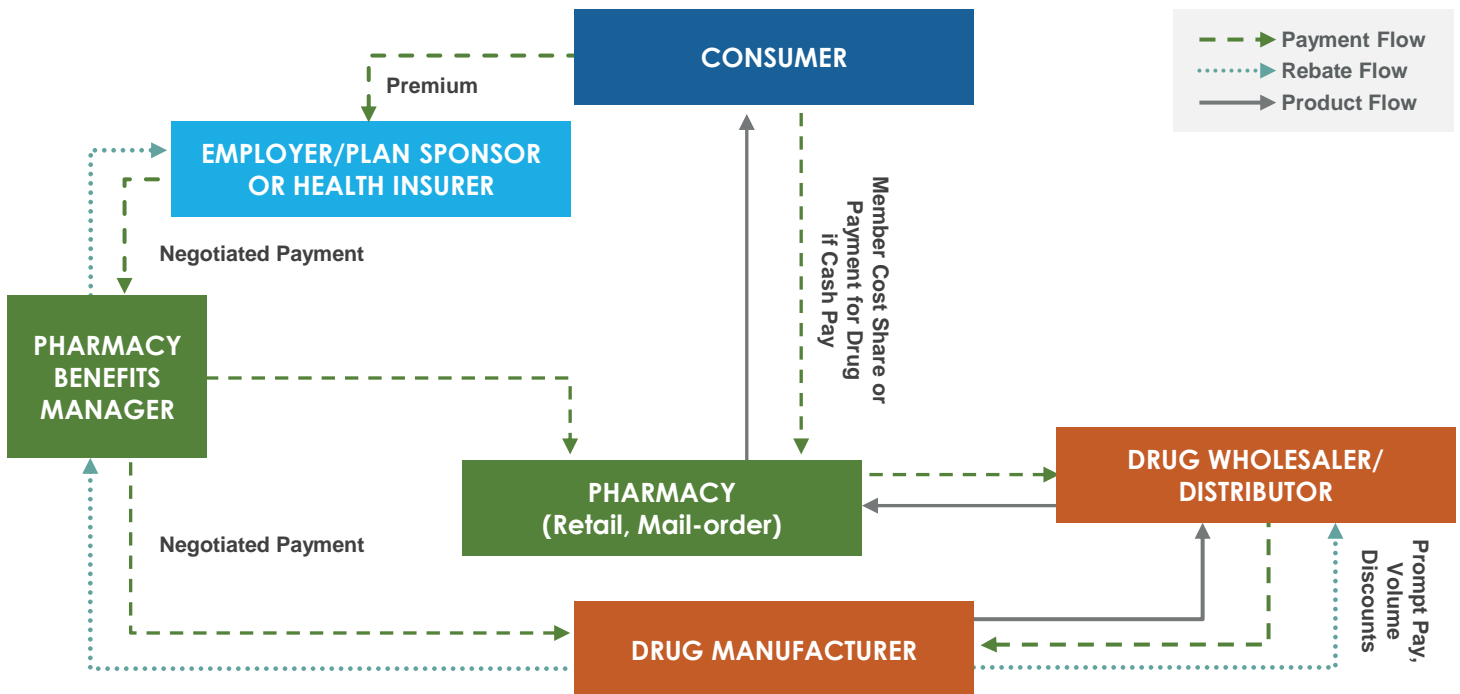 CONSUMER
Payment Flow
Rebate Flow
Product Flow
Premium
EMPLOYER/PLAN SPONSOR
OR HEALTH INSURER
Negotiated Payment
Member Cost Share or
Payment for Drug
if Cash Pay
PHARMACY
BENEFITS
MANAGER
PHARMACY
(Retail, Mail-order)
DRUG WHOLESALER/
DISTRIBUTOR
Negotiated Payment
Prompt Pay,
Volume
Discounts
DRUG MANUFACTURER